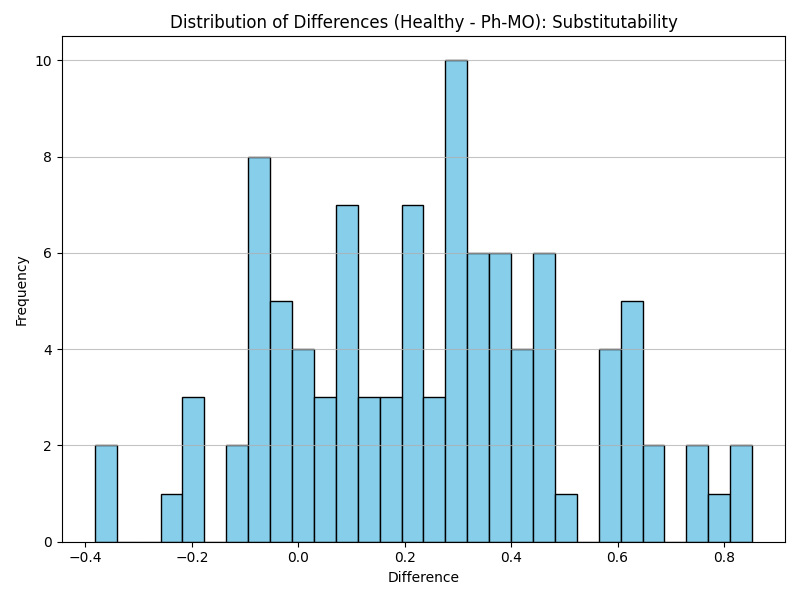 Distribution of Differences (Healthy - Ph-MO): Substitutability
Frequency
10
8
6
4
2
0
−0.4 −0.2 0.0 0.2 0.4 0.6 0.8
Difference